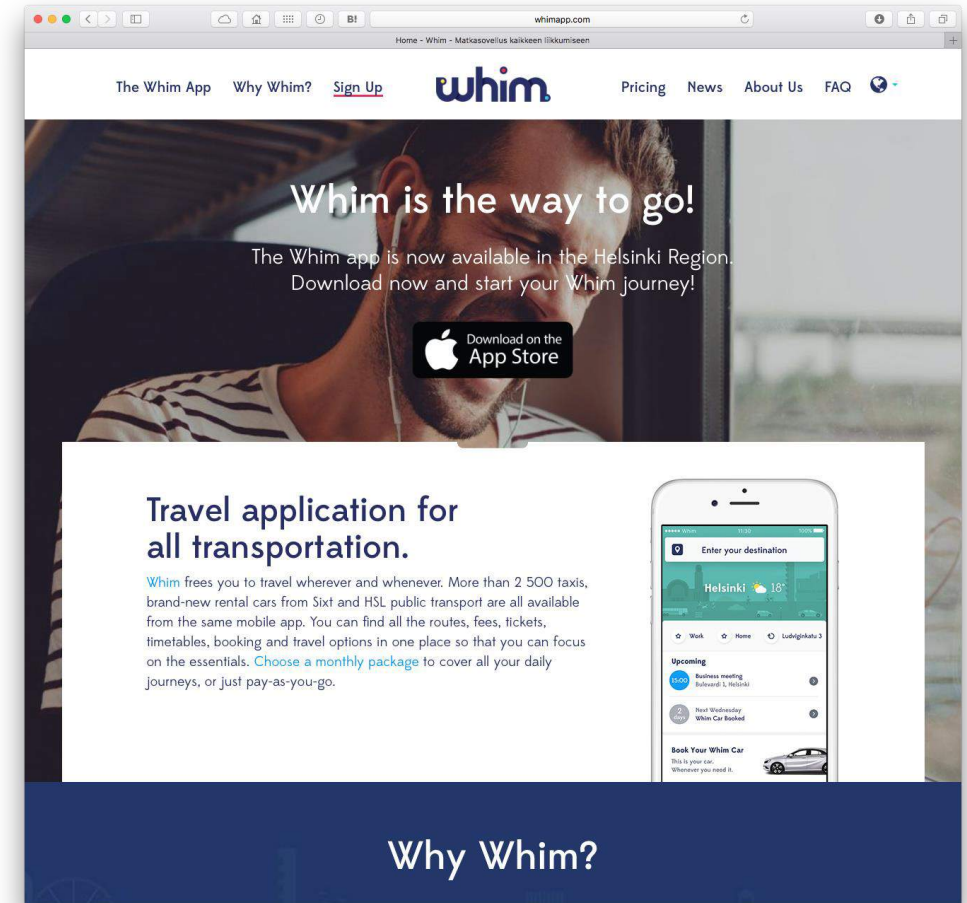 B!
whimapp.com
Home - Whim - Matkasovellus kaikkeen liikkumiseen
The Whim App Why Whim? Sign Up whim Pricing News About Us FAQ
Whim is the way to go!
The Whim app is now available in the Helsinki Region.
Download now and start your Whim journey!
Download on the
App Store
Travel application for
all transportation.
Whim frees you to travel wherever and whenever. More than 2 500 taxis,
brand-new rental cars from Sixt and HSL public transport are all available
from the same mobile app. You can find all the routes, fees, tickets,
timetables, booking and travel options in one place so that you can focus
on the essentials. Choose a monthly package to cover all your daily
journeys, or just pay-as-you-go.
Whim 11:30 100%
Enter your destination
Helsinki 18°
Work Home Ludviginkatu 3
Upcoming
15:00
Business meeting
Bulevardi 1, Helsinki
2
days
Next Wednesday
Whim Car Booked
Book Your Whim Car
This is your car.
Whenever you need it.
Why Whim?